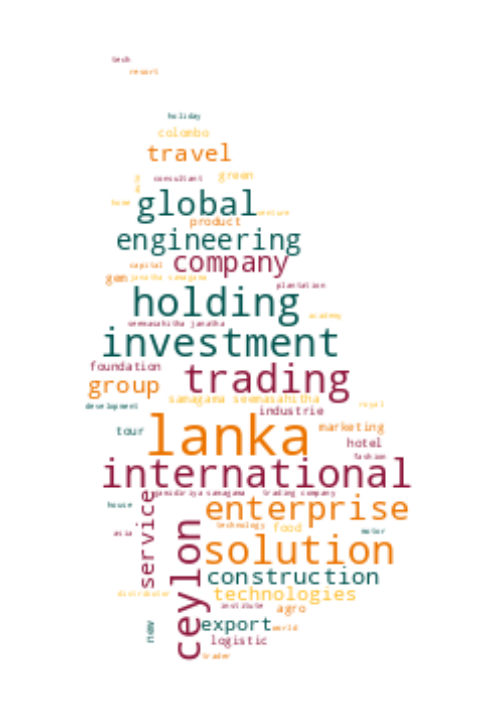 tech
resort
holiday
colombo
travel
consultant
green
home
global
venture
product
engineering
company
capital
gem
janatha samagama
plantation
holding
academy
seemasahitha janatha
investment
foundation
trading
group
samagama seemasahitha
development
royal
industrie
lanka
marketing
tour
hotel
fashion
international
samidiriya samagama
trading company
service
house
enterprise
technology
food
asia
motor
ceylon
solution
construction
distributor
technologies
institute
agro
new
export
world
logistic
trader